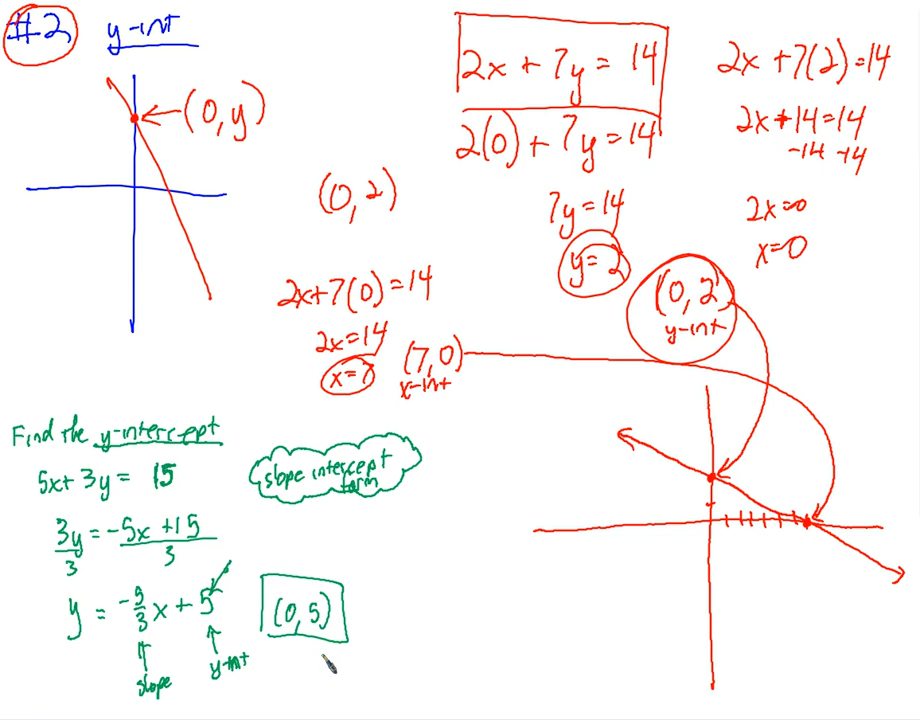 #2 y-int
(0, y)
2x + 7y = 14
2(0) + 7y = 14
7y = 14
y = 2
(0, 2)
y-int
2x + 7(2) = 14
2x + 14 = 14
-14 -14
2x = 0
x = 0
(0, 2)
2x + 7(0) = 14
2x = 14
x = 7
(7, 0)
x-int
Find the y-intercept
5x + 3y = 15
3y = -5x + 15
3 3
y = -5/3 x + 5
slope
y-int
(0, 5)
slope intercept
form